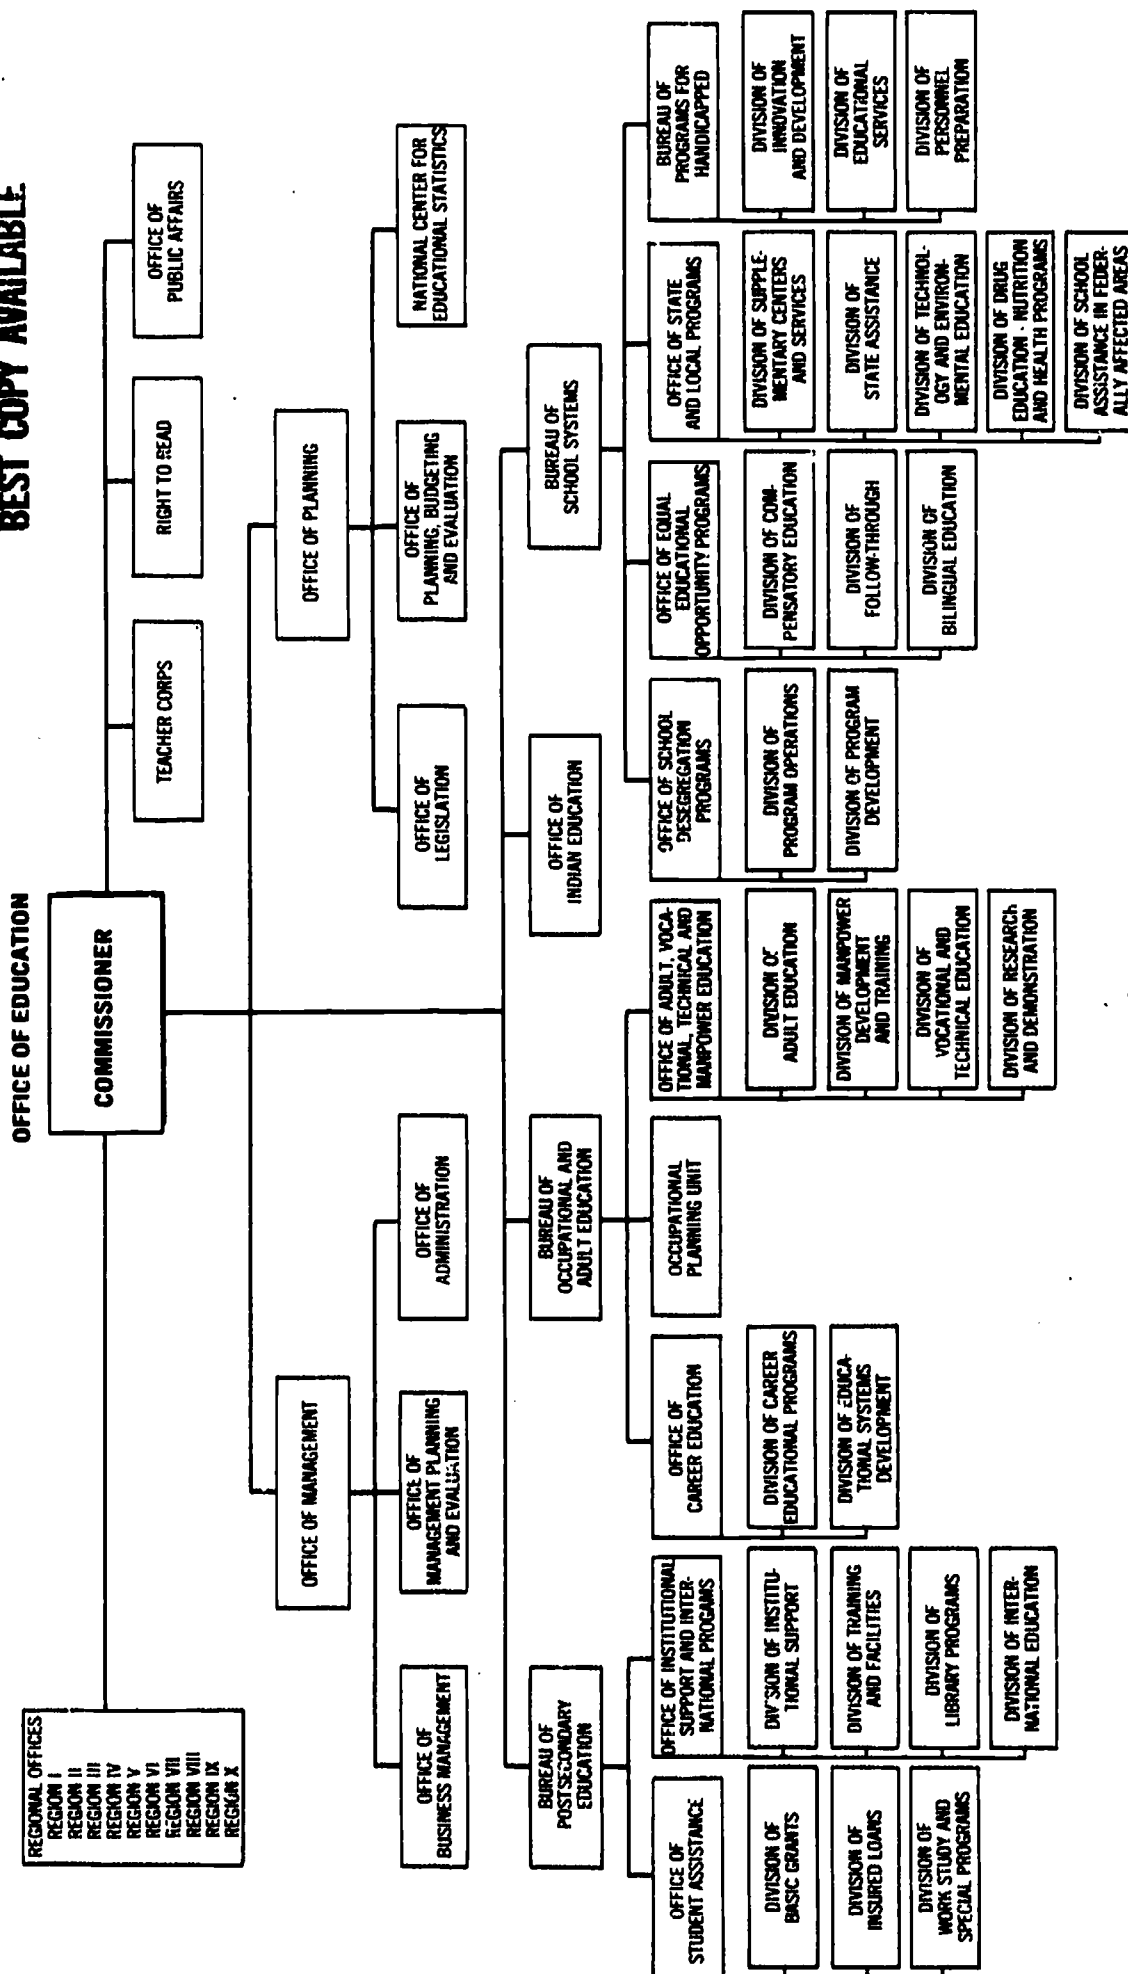 BEST COPY AVAILABLE
OFFICE OF EDUCATION
COMMISSIONER
REGIONAL OFFICES
REGION I
REGION II
REGION III
REGION IV
REGION V
REGION VI
REGION VII
REGION VIII
REGION IX
REGION X
TEACHER CORPS
RIGHT TO READ
OFFICE OF
PUBLIC AFFAIRS
OFFICE OF MANAGEMENT
OFFICE OF PLANNING
OFFICE OF
BUSINESS MANAGEMENT
OFFICE OF
MANAGEMENT PLANNING
AND EVALUATION
OFFICE OF
ADMINISTRATION
OFFICE OF
LEGISLATION
OFFICE OF
PLANNING, BUDGETING
AND EVALUATION
NATIONAL CENTER FOR
EDUCATIONAL STATISTICS
BUREAU OF
POSTSECONDARY
EDUCATION
BUREAU OF
OCCUPATIONAL AND
ADULT EDUCATION
OFFICE OF
INDIAN EDUCATION
BUREAU OF
SCHOOL SYSTEMS
OFFICE OF
STUDENT ASSISTANCE
DIVISION OF
BASIC GRANTS
DIVISION OF
INSURED LOANS
DIVISION OF
WORK STUDY AND
SPECIAL PROGRAMS
OFFICE OF INSTITUTIONAL
SUPPORT AND INTER-
NATIONAL PROGAMS
DIVISION OF INSTITU-
TIONAL SUPPORT
DIVISION OF TRAINING
AND FACILITIES
DIVISION OF
LIBRARY PROGRAMS
DIVISION OF INTER-
NATIONAL EDUCATION
OFFICE OF
CAREER EDUCATION
DIVISION OF CAREER
EDUCATIONAL PROGRAMS
DIVISION OF EDUCA-
TIONAL SYSTEMS
DEVELOPMENT
OCCUPATIONAL
PLANNING UNIT
OFFICE OF ADULT, VOCA-
TIONAL, TECHNICAL AND
MANPOWER EDUCATION
DIVISION OF
ADULT EDUCATION
DIVISION OF MANPOWER
DEVELOPMENT
AND TRAINING
DIVISION OF
VOCATIONAL AND
TECHNICAL EDUCATION
DIVISION OF RESEARCH
AND DEMONSTRATION
OFFICE OF SCHOOL
DESEGREGATION
PROGRAMS
DIVISION OF
PROGRAM OPERATIONS
DIVISION OF PROGRAM
DEVELOPMENT
OFFICE OF EQUAL
EDUCATIONAL
OPPORTUNITY PROGRAMS
DIVISION OF COM-
PENSATORY EDUCATION
DIVISION OF
FOLLOW-THROUGH
DIVISION OF
BILINGUAL EDUCATION
OFFICE OF STATE
AND LOCAL PROGRAMS
DIVISION OF SUPPLE-
MENTARY CENTERS
AND SERVICES
DIVISION OF
STATE ASSISTANCE
DIVISION OF TECHNOL-
OGY AND ENVIRON-
MENTAL EDUCATION
DIVISION OF DRUG
EDUCATION - NUTRITION
AND HEALTH PROGRAMS
DIVISION OF SCHOOL
ASSISTANCE IN FEDER-
ALLY AFFECTED AREAS
BUREAU OF
PROGRAMS FOR
HANDICAPPED
DIVISION OF
INNOVATION
AND DEVELOPMENT
DIVISION OF
EDUCATIONAL
SERVICES
DIVISION OF
PERSONNEL
PREPARATION